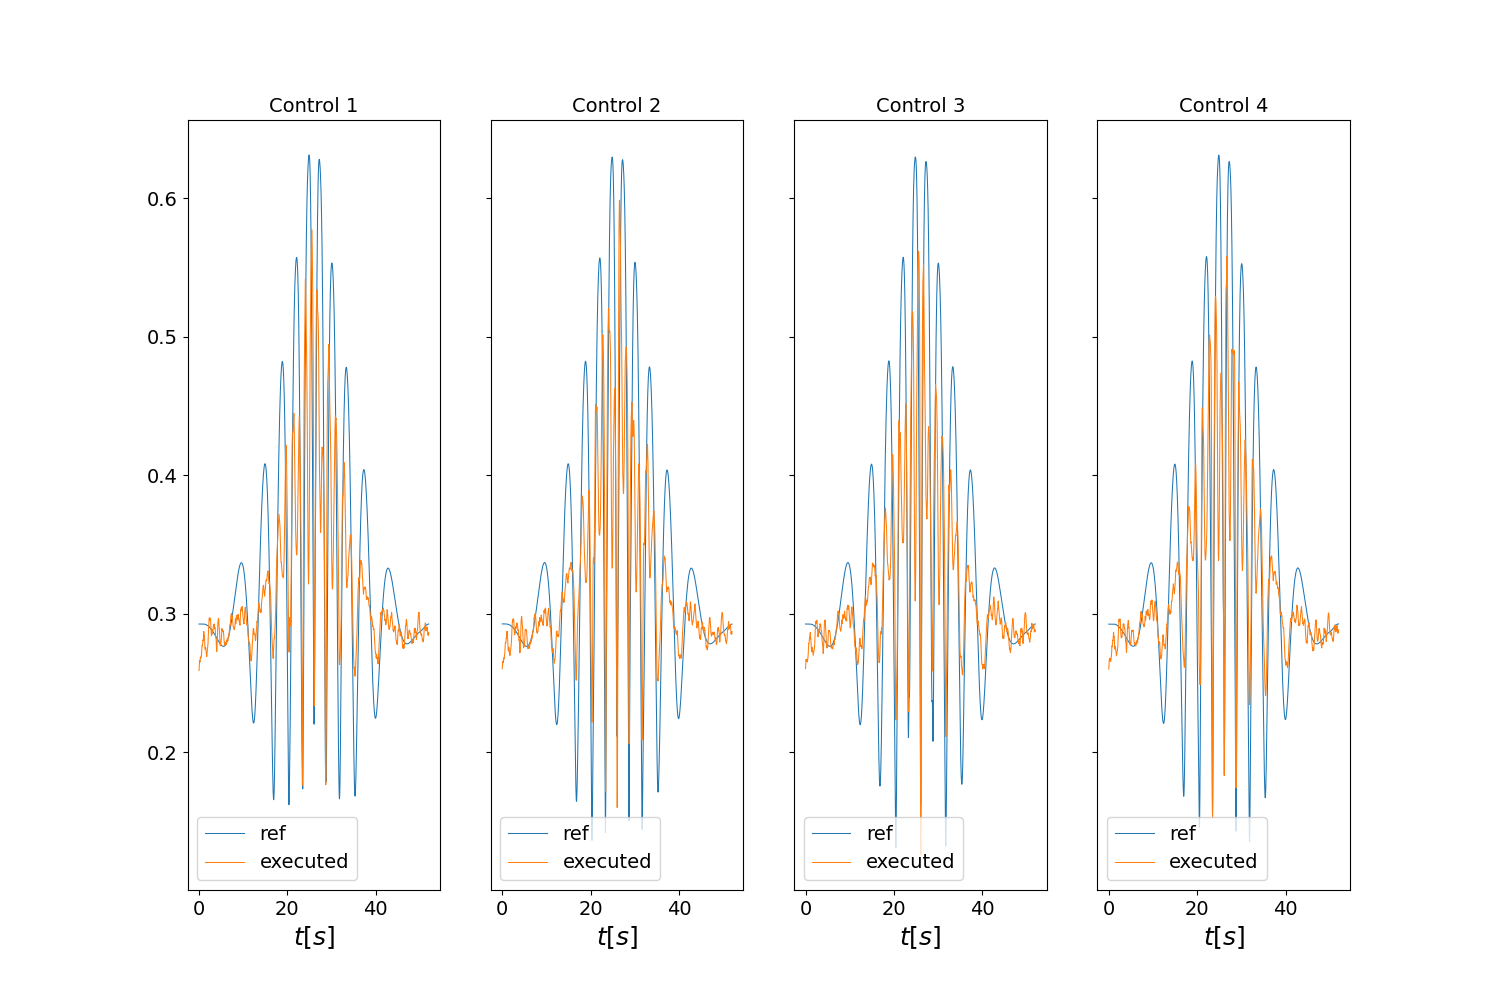 Control 1 Control 2 Control 3 Control 4
0.6
0.5
0.4
0.3
0.2
ref ref ref ref
executed executed executed executed
0 20 40 0 20 40 0 20 40 0 20 40
t[s] t[s] t[s] t[s]